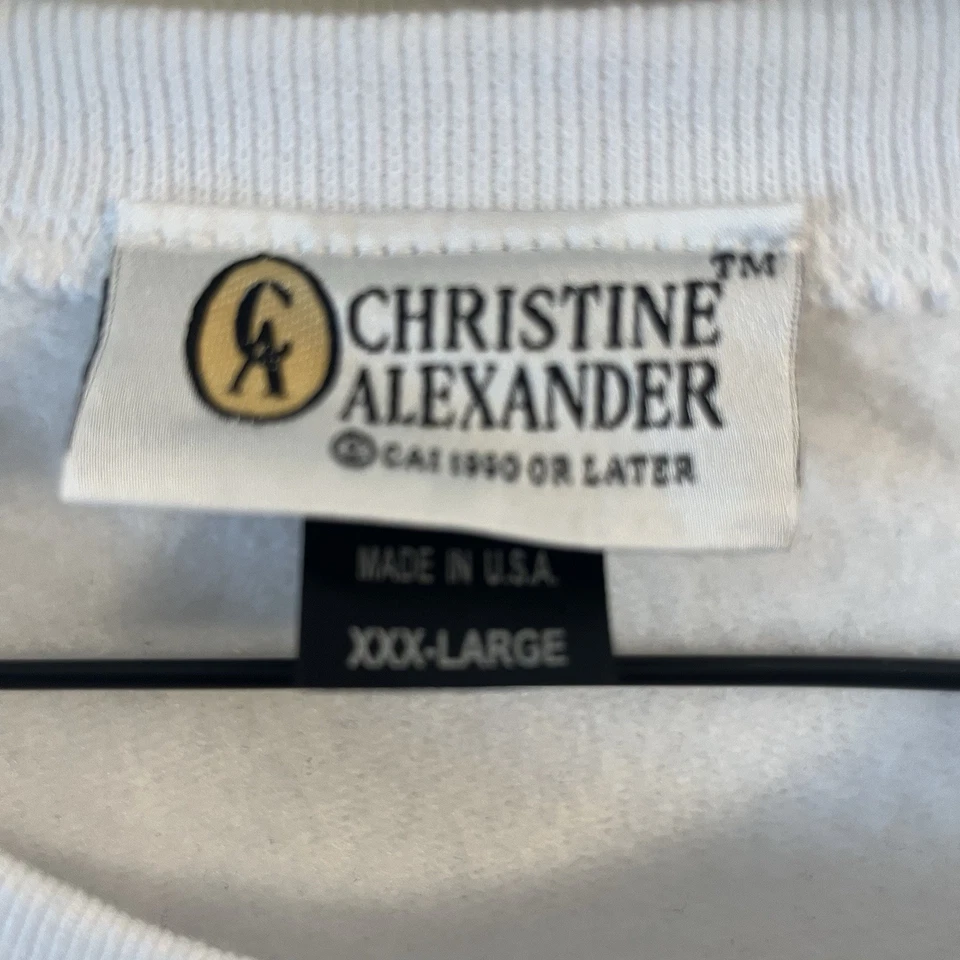 CA
CHRISTINE™
ALEXANDER
© CAI 1990 OR LATER
MADE IN U.S.A.
XXX-LARGE